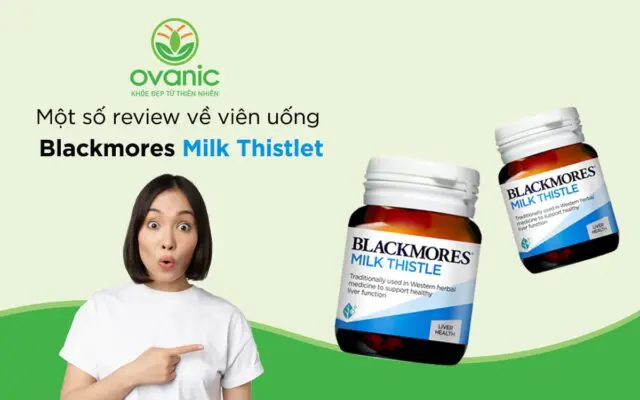 ovanic
KHỎE ĐẸP TỪ THIÊN NHIÊN
Một số review về viên uống
Blackmores Milk Thistlet
BLACKMORES®
MILK THISTLE
Traditionally used in Western herbal
medicine to support healthy
liver function
LIVER
HEALTH
BLACKMORES®
MILK THISTLE
Traditionally used in Western herbal
medicine to support healthy
liver function
LIVER
HEALTH